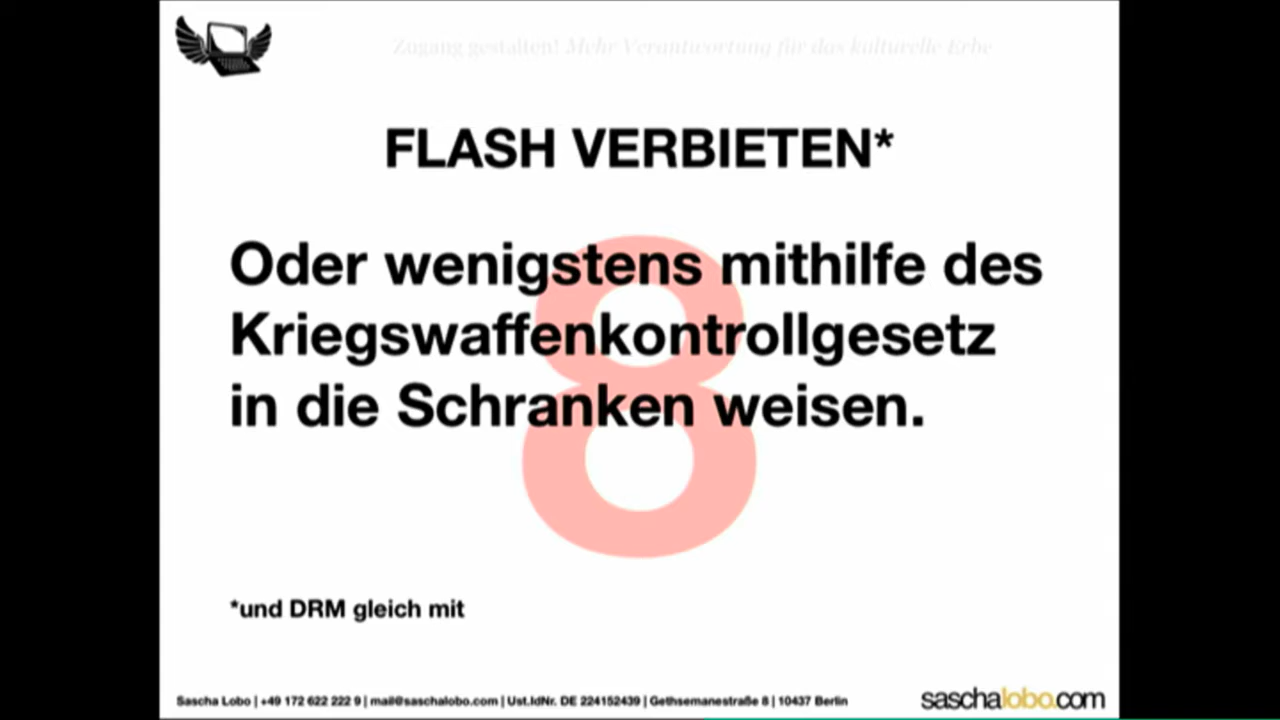 Zugang gestalten! Mehr Verantwortung für das kulturelle Erbe
FLASH VERBIETEN*
Oder wenigstens mithilfe des
Kriegswaffenkontrollgesetz
in die Schranken weisen.
8
*und DRM gleich mit
Sascha Lobo | +49 172 622 222 9 | mail@saschalobo.com | Ust.IdNr. DE 224152439 | Gethsemanestraße 8 | 10437 Berlin
saschalobo.com